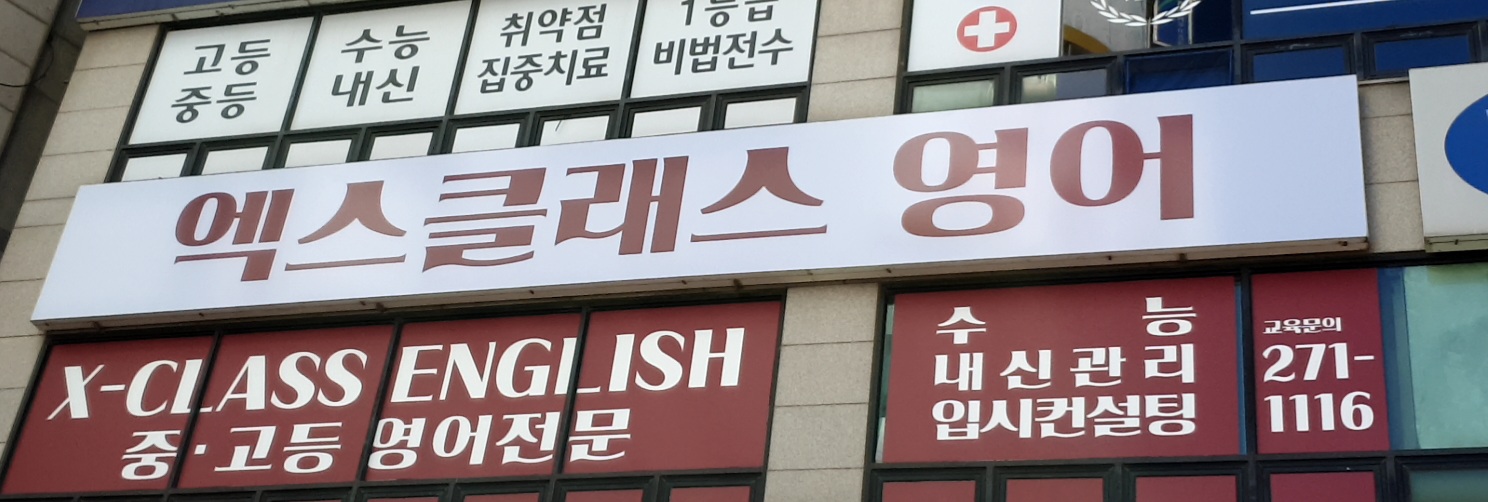 고등
중등
수능
내신
취약점
집중치료
1등급
비법전수
엑스클래스 영어
X-CLASS ENGLISH
중·고등 영어전문
수능
내신관리
입시컨설팅
교육문의
271-
1116